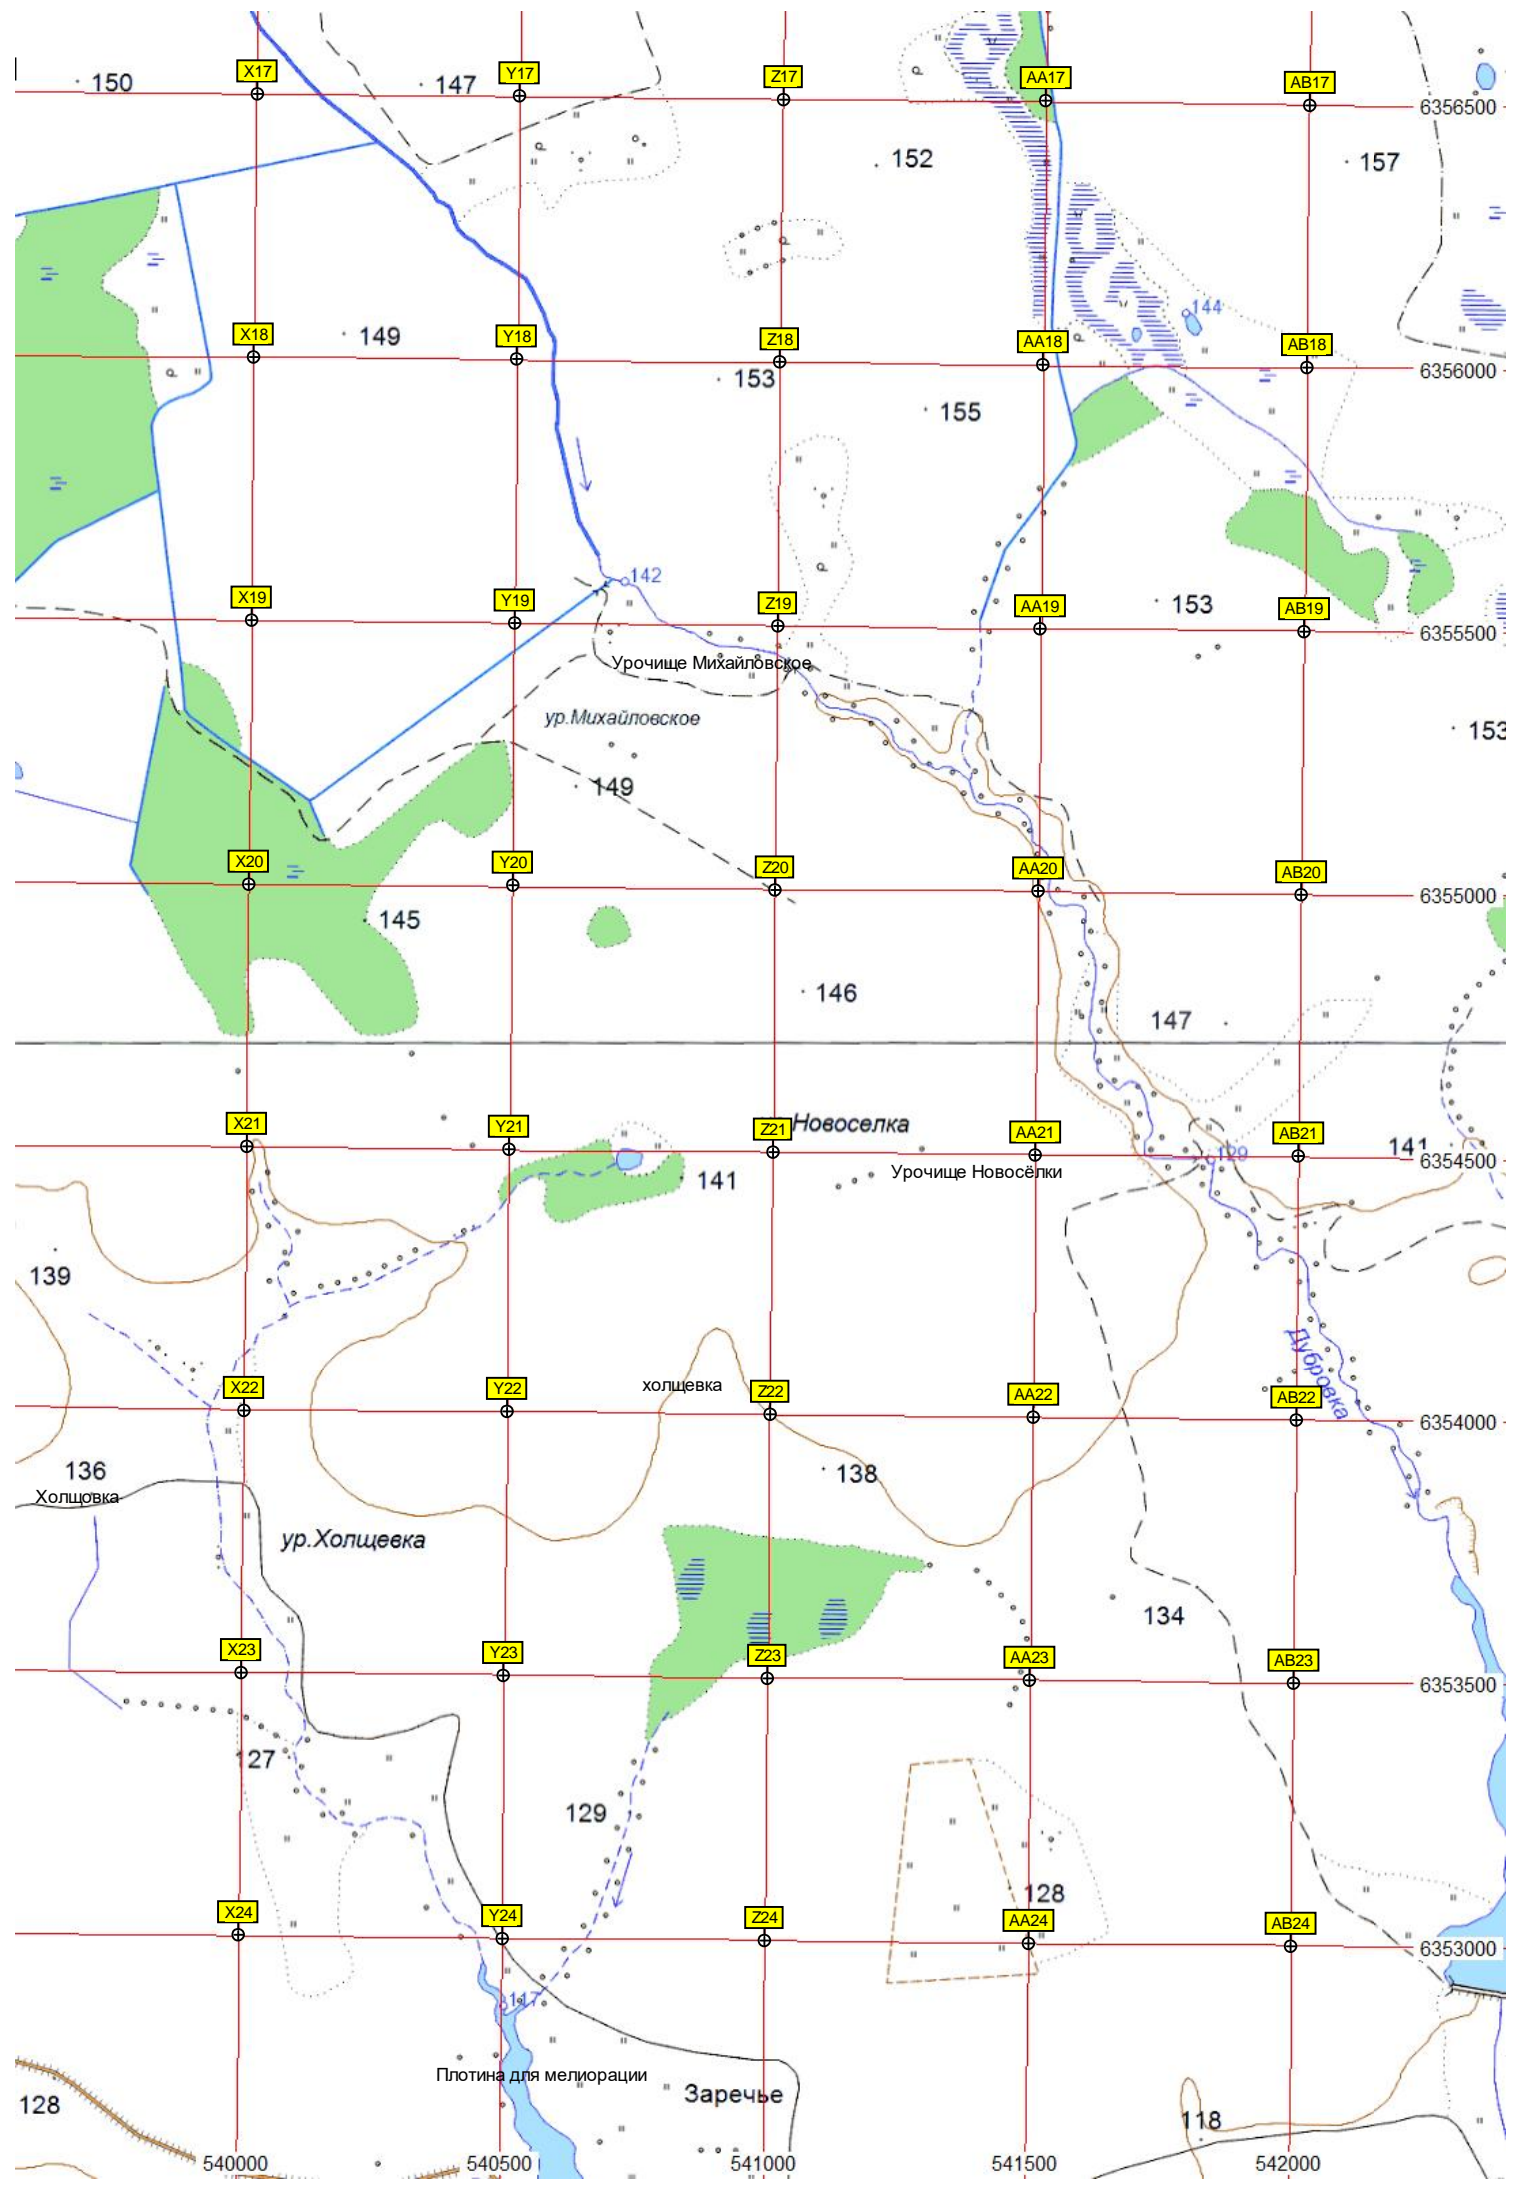 X17
Y17
Z17
AA17
AB17
150
147
6356500
152
157
144
X18
Y18
Z18
AA18
AB18
149
153
6356000
155
142
X19
Y19
Z19
AA19
AB19
153
6355500
Урочище Михайловское
ур.Михайловское
153
149
X20
Y20
Z20
AA20
AB20
6355000
145
146
147
X21
Y21
Z21
Новоселка
AA21
AB21
141
129
6354500
141
Урочище Новосёлки
139
Дубровка
X22
Y22
холщевка
Z22
AA22
AB22
6354000
136
138
Холщовка
ур.Холщевка
134
X23
Y23
Z23
AA23
AB23
6353500
127
129
128
X24
Y24
Z24
AA24
AB24
6353000
117
Плотина для мелиорации
Заречье
128
118
540000
540500
541000
541500
542000